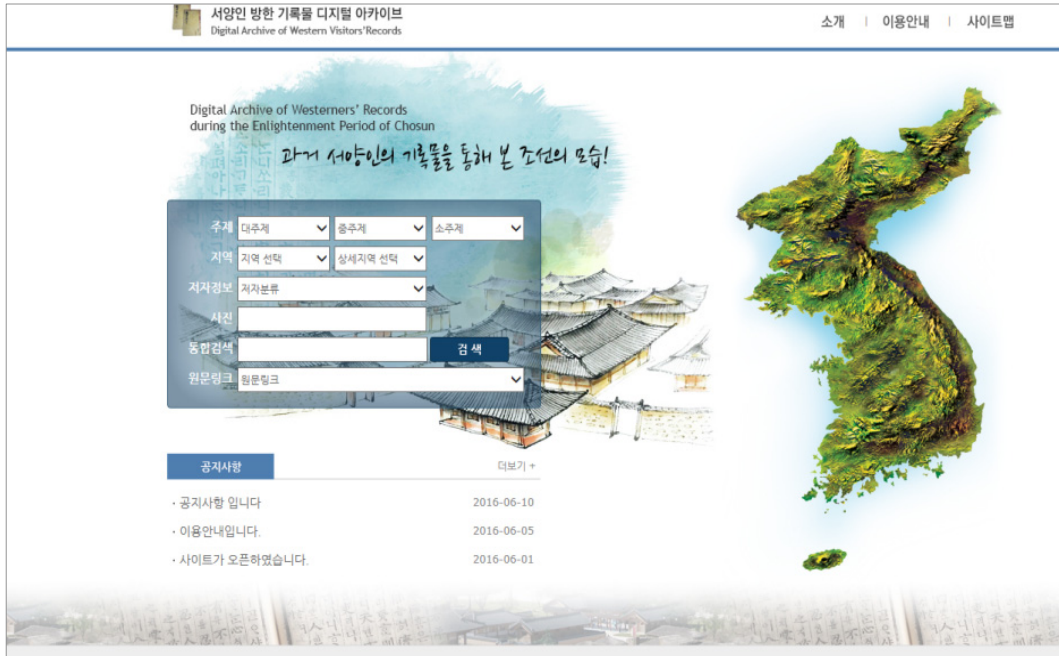 서양인 방한 기록물 디지털 아카이브
Digital Archive of Western Visitors'Records
소개 | 이용안내 | 사이트맵
Digital Archive of Westerners' Records
during the Enlightenment Period of Chosun
과거 서양인의 기록물을 통해 본 조선의 모습!
주제 대주제 중주제 소주제
지역 지역 선택 상세지역 선택
저자정보 저자분류
사진
통합검색 검색
원문링크 원문링크
공지사항 더보기 +
· 공지사항 입니다 2016-06-10
· 이용안내입니다. 2016-06-05
· 사이트가 오픈하였습니다. 2016-06-01